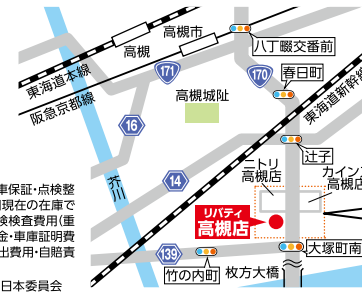 高槻市
高槻
八丁畷交番前
東海道本線
阪急京都線
171
170
春日町
高槻城址
東海道新幹線
16
辻子
芥川
14
ニトリ
高槻店
カインズ
高槻店
リバティ
高槻店
139
大塚町南
竹の内町
枚方大橋
車保証・点検整
現在の在庫で
検検査費用(重
金・車庫証明費
出費用・自賠責
日本委員会